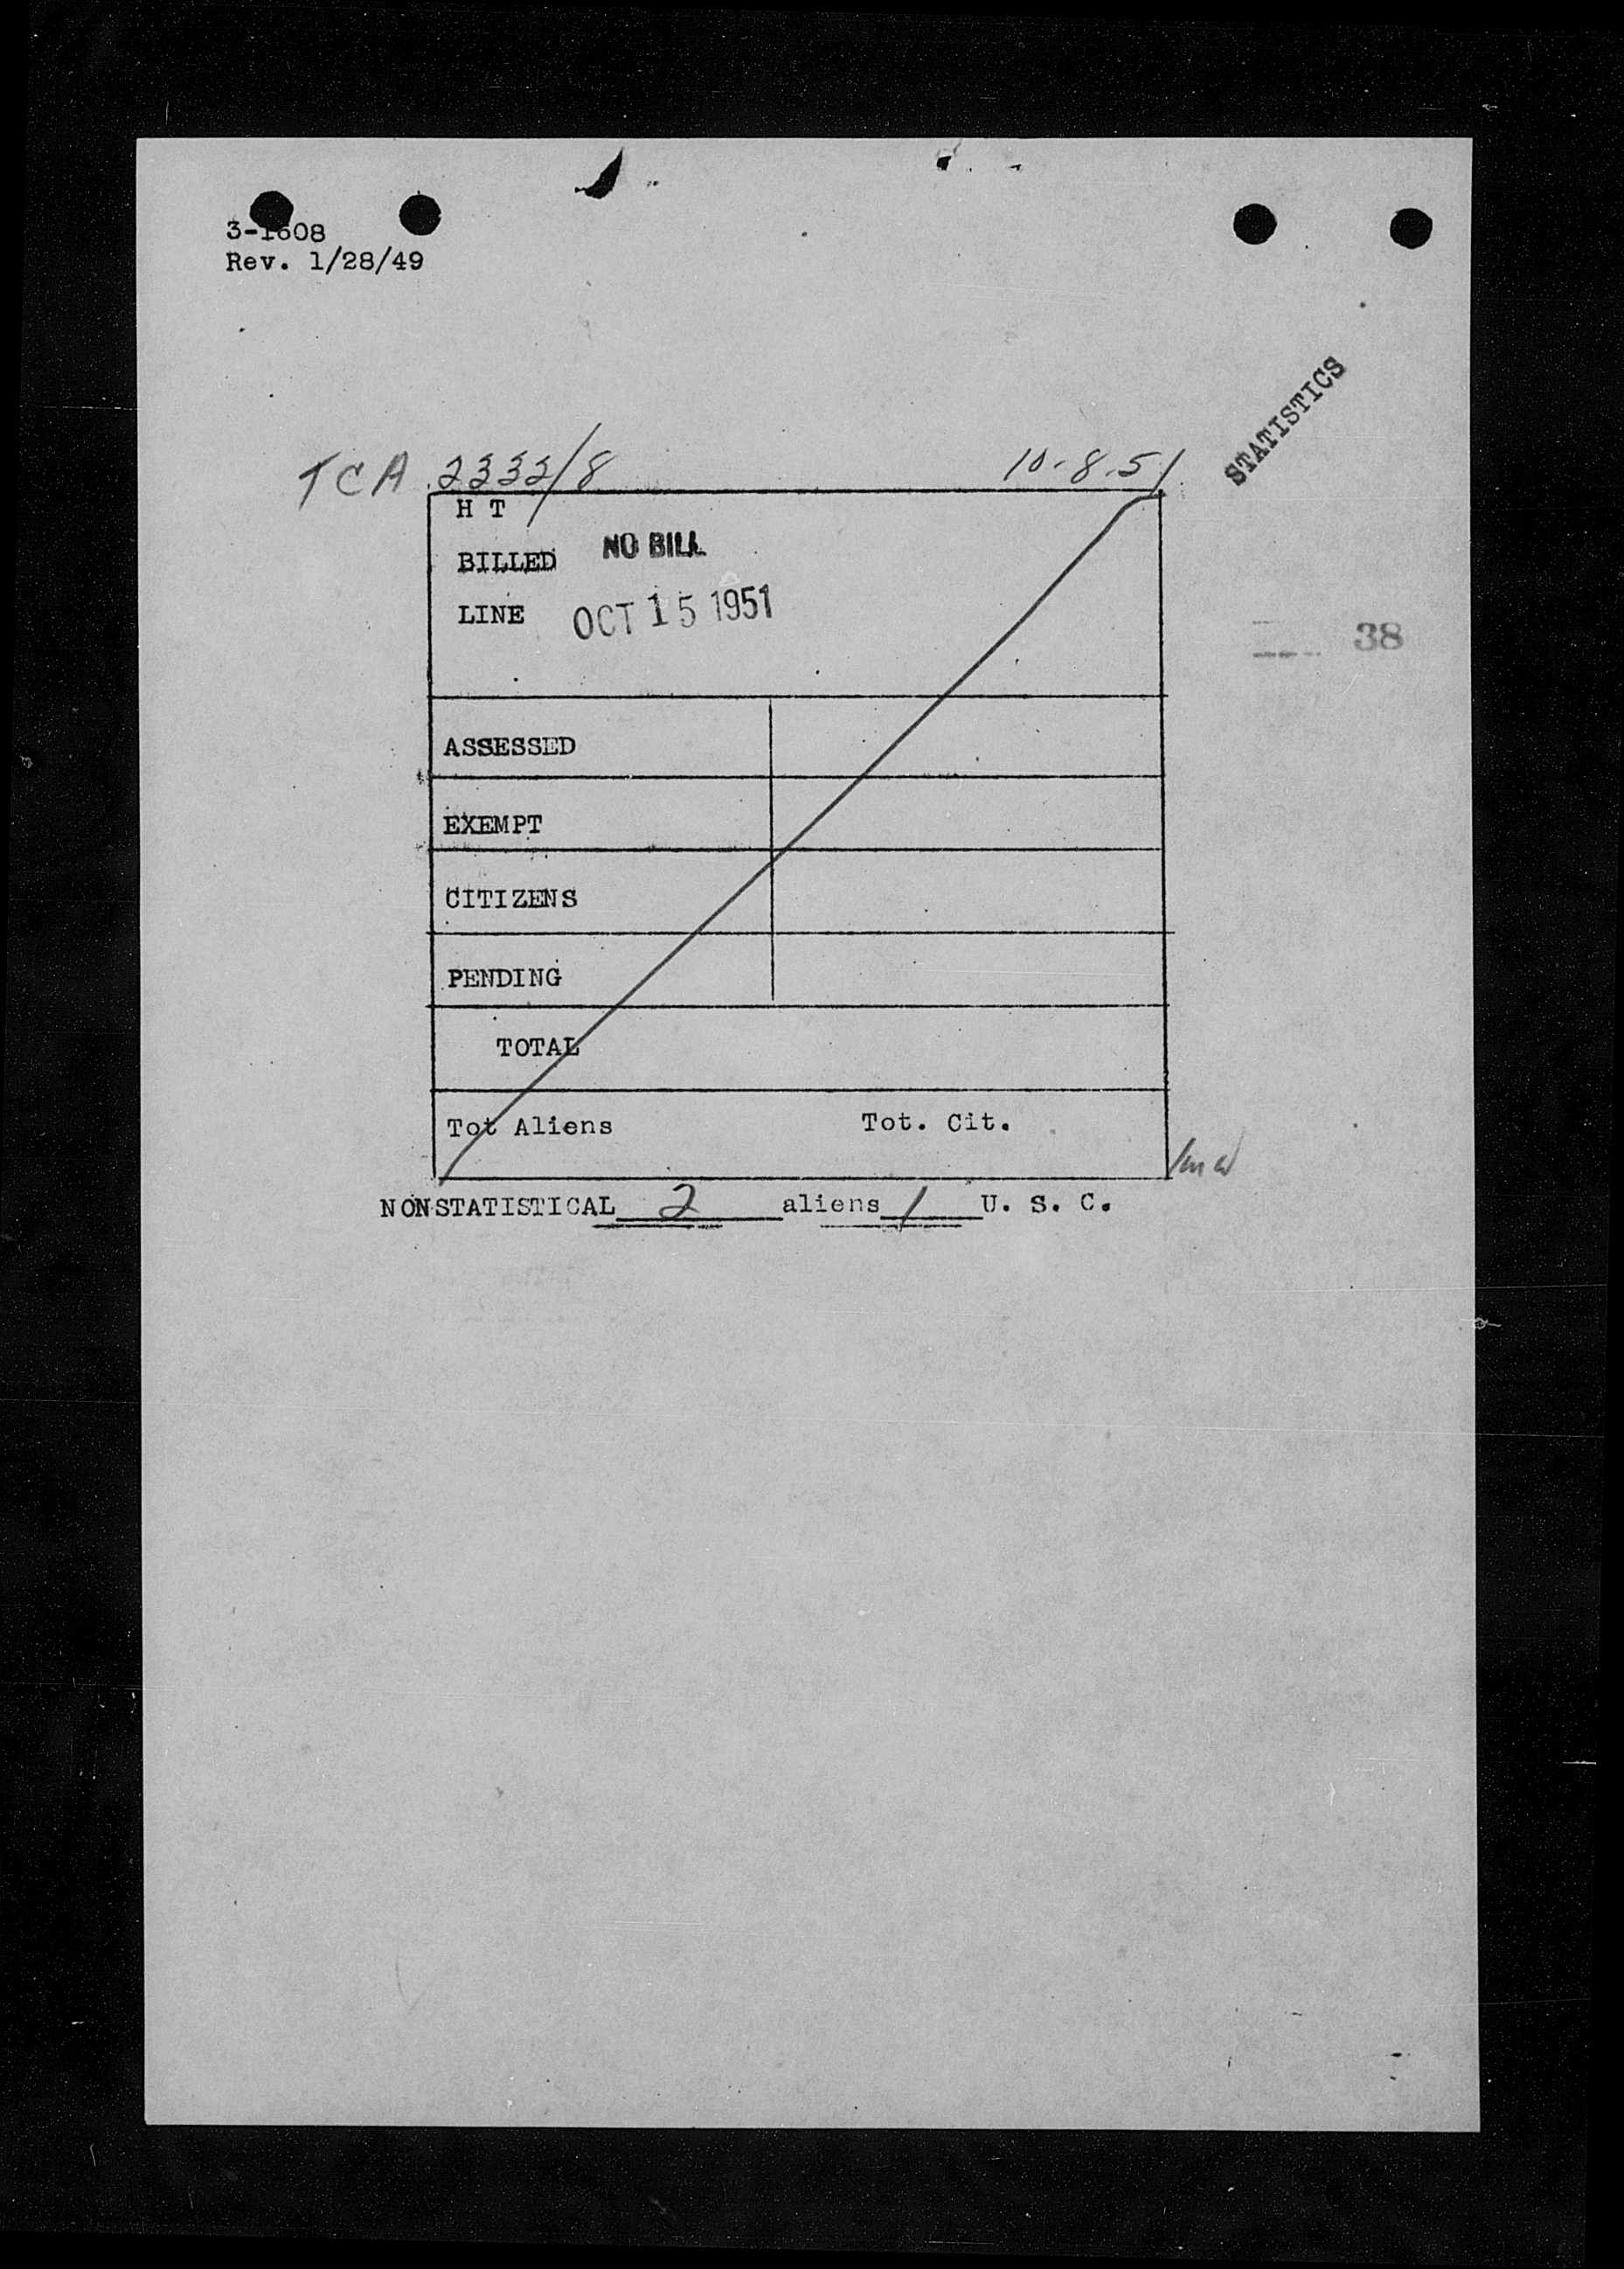 3-1608
Rev. 1/28/49
STATISTICS
TCA 2332/8 10-8-51
H T
BILLED NO BILL
LINE OCT 15 1951
38
ASSESSED
EXEMPT
CITIZENS
PENDING
TOTAL
Tot Aliens Tot. Cit.
NONSTATISTICAL 2 aliens 1 U. S. C.